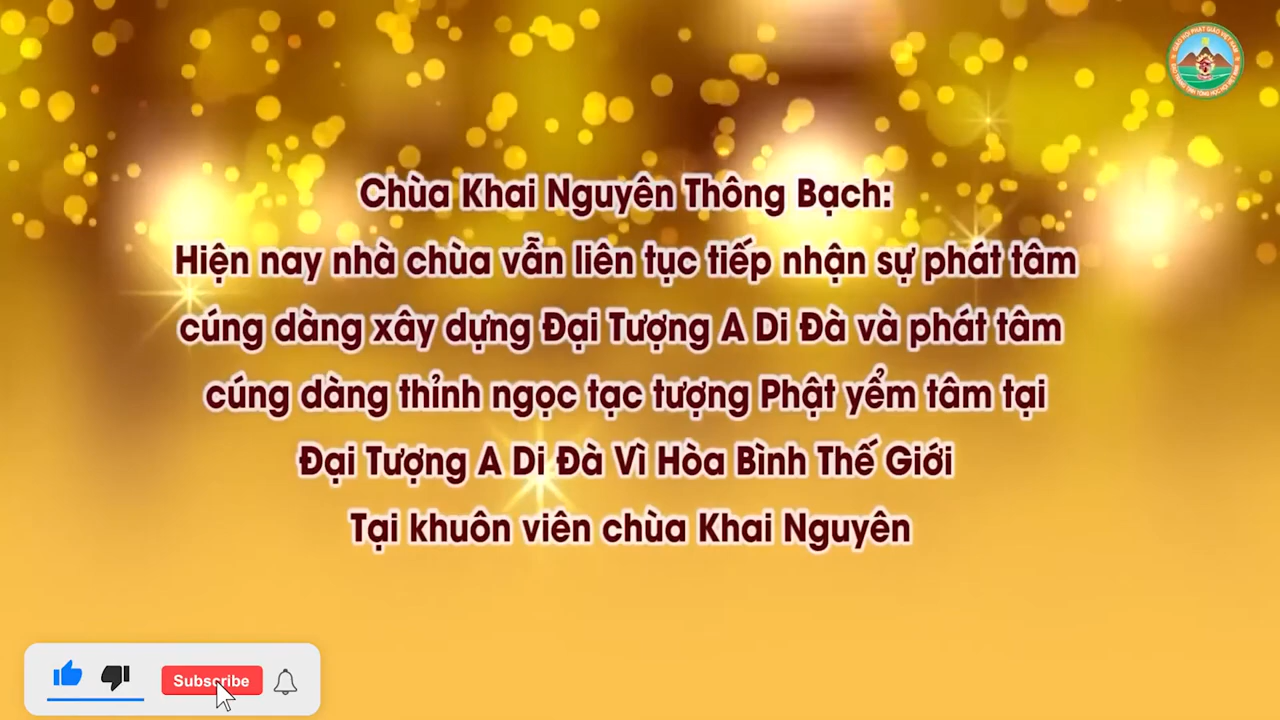 Chùa Khai Nguyên Thông Bạch:
Hiện nay nhà chùa vẫn liên tục tiếp nhận sự phát tâm
cúng dàng xây dựng Đại Tượng A Di Đà và phát tâm
cúng dàng thỉnh ngọc tạc tượng Phật yểm tâm tại
Đại Tượng A Di Đà Vì Hòa Bình Thế Giới
Tại khuôn viên chùa Khai Nguyên
Subscribe